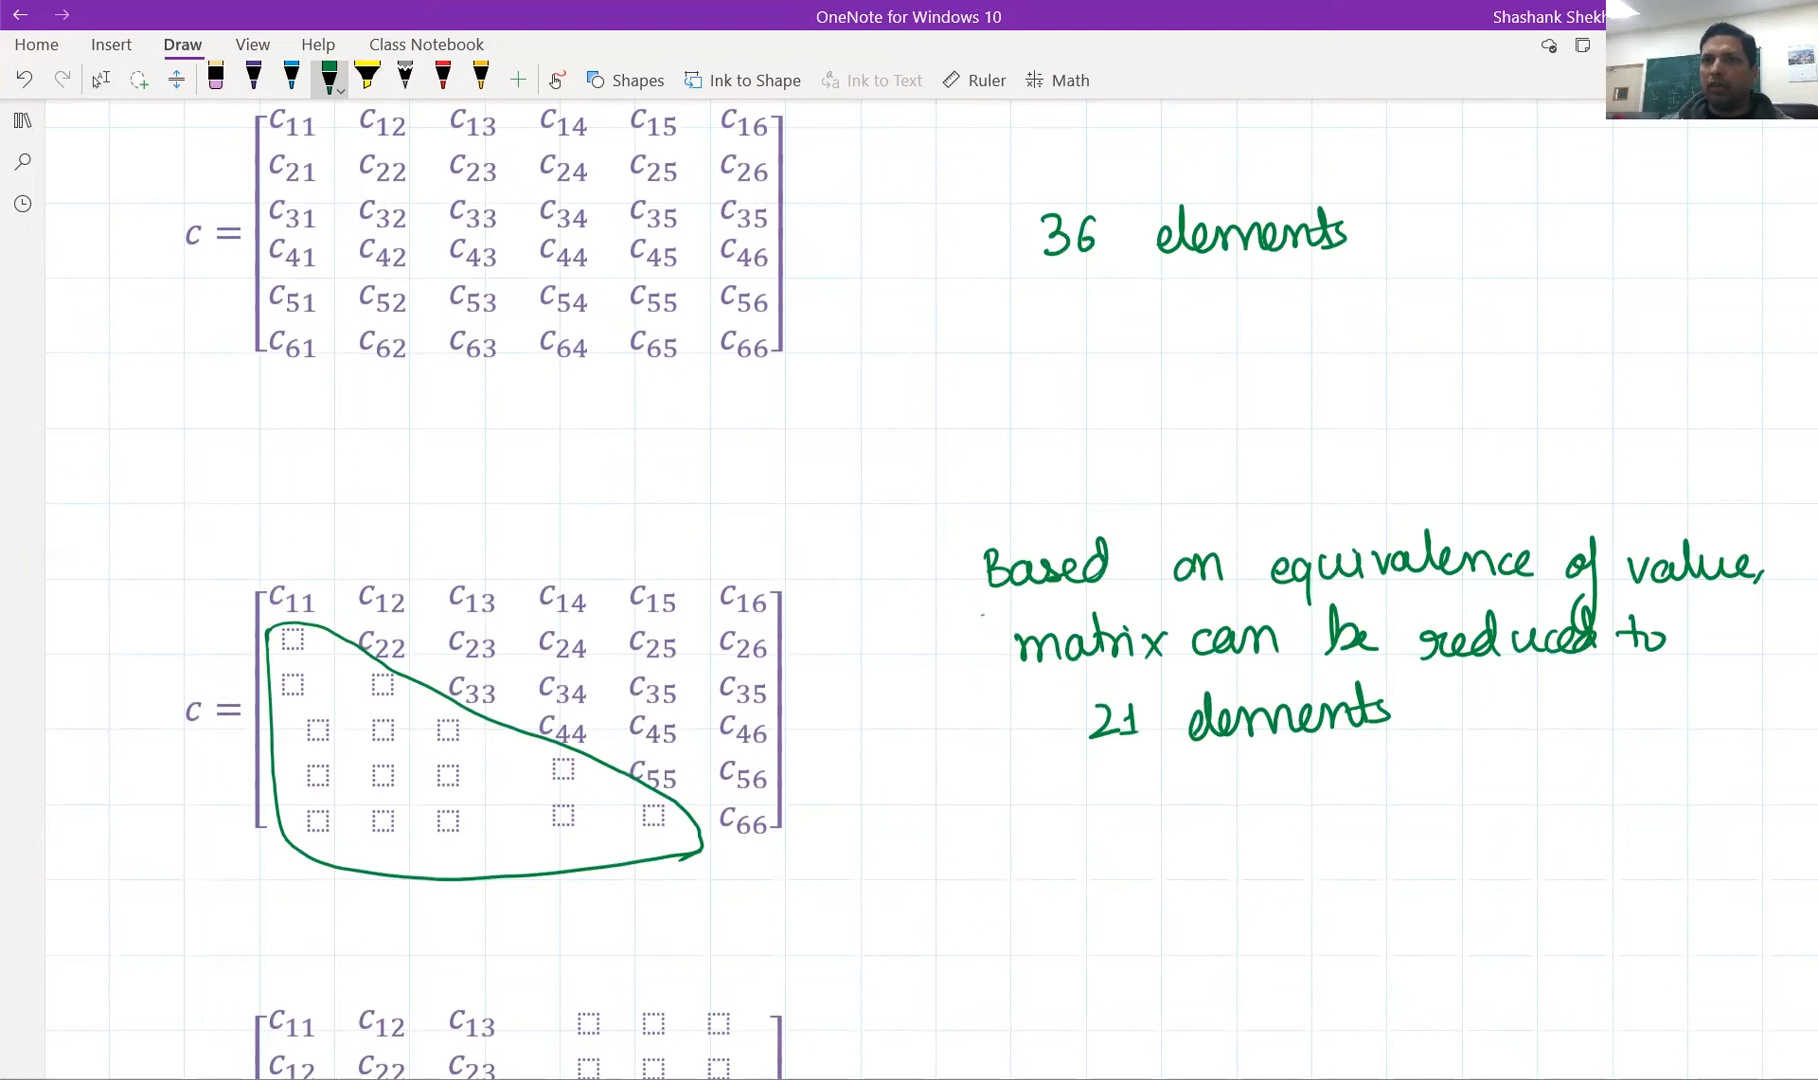 OneNote for Windows 10
Shashank Shekh
Home Insert Draw View Help Class Notebook
Shapes Ink to Shape Ink to Text Ruler Math
c₁₁ c₁₂ c₁₃ c₁₄ c₁₅ c₁₆
c₂₁ c₂₂ c₂₃ c₂₄ c₂₅ c₂₆
c₃₁ c₃₂ c₃₃ c₃₄ c₃₅ c₃₅
c =
c₄₁ c₄₂ c₄₃ c₄₄ c₄₅ c₄₆
c₅₁ c₅₂ c₅₃ c₅₄ c₅₅ c₅₆
c₆₁ c₆₂ c₆₃ c₆₄ c₆₅ c₆₆
36 elements
c₁₁ c₁₂ c₁₃ c₁₄ c₁₅ c₁₆
c₂₂ c₂₃ c₂₄ c₂₅ c₂₆
c₃₃ c₃₄ c₃₅ c₃₅
c =
c₄₄ c₄₅ c₄₆
c₅₅ c₅₆
c₆₆
Based on equivalence of value,
matrix can be reduced to
21 elements
c₁₁ c₁₂ c₁₃
c₁₂ c₂₂ c₂₃